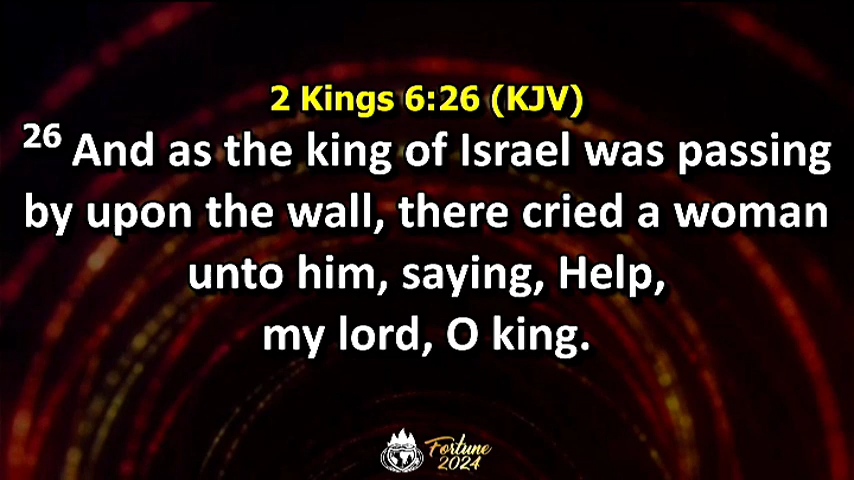 2 Kings 6:26 (KJV)
26 And as the king of Israel was passing
by upon the wall, there cried a woman
unto him, saying, Help,
my lord, O king.
Fortune
2024